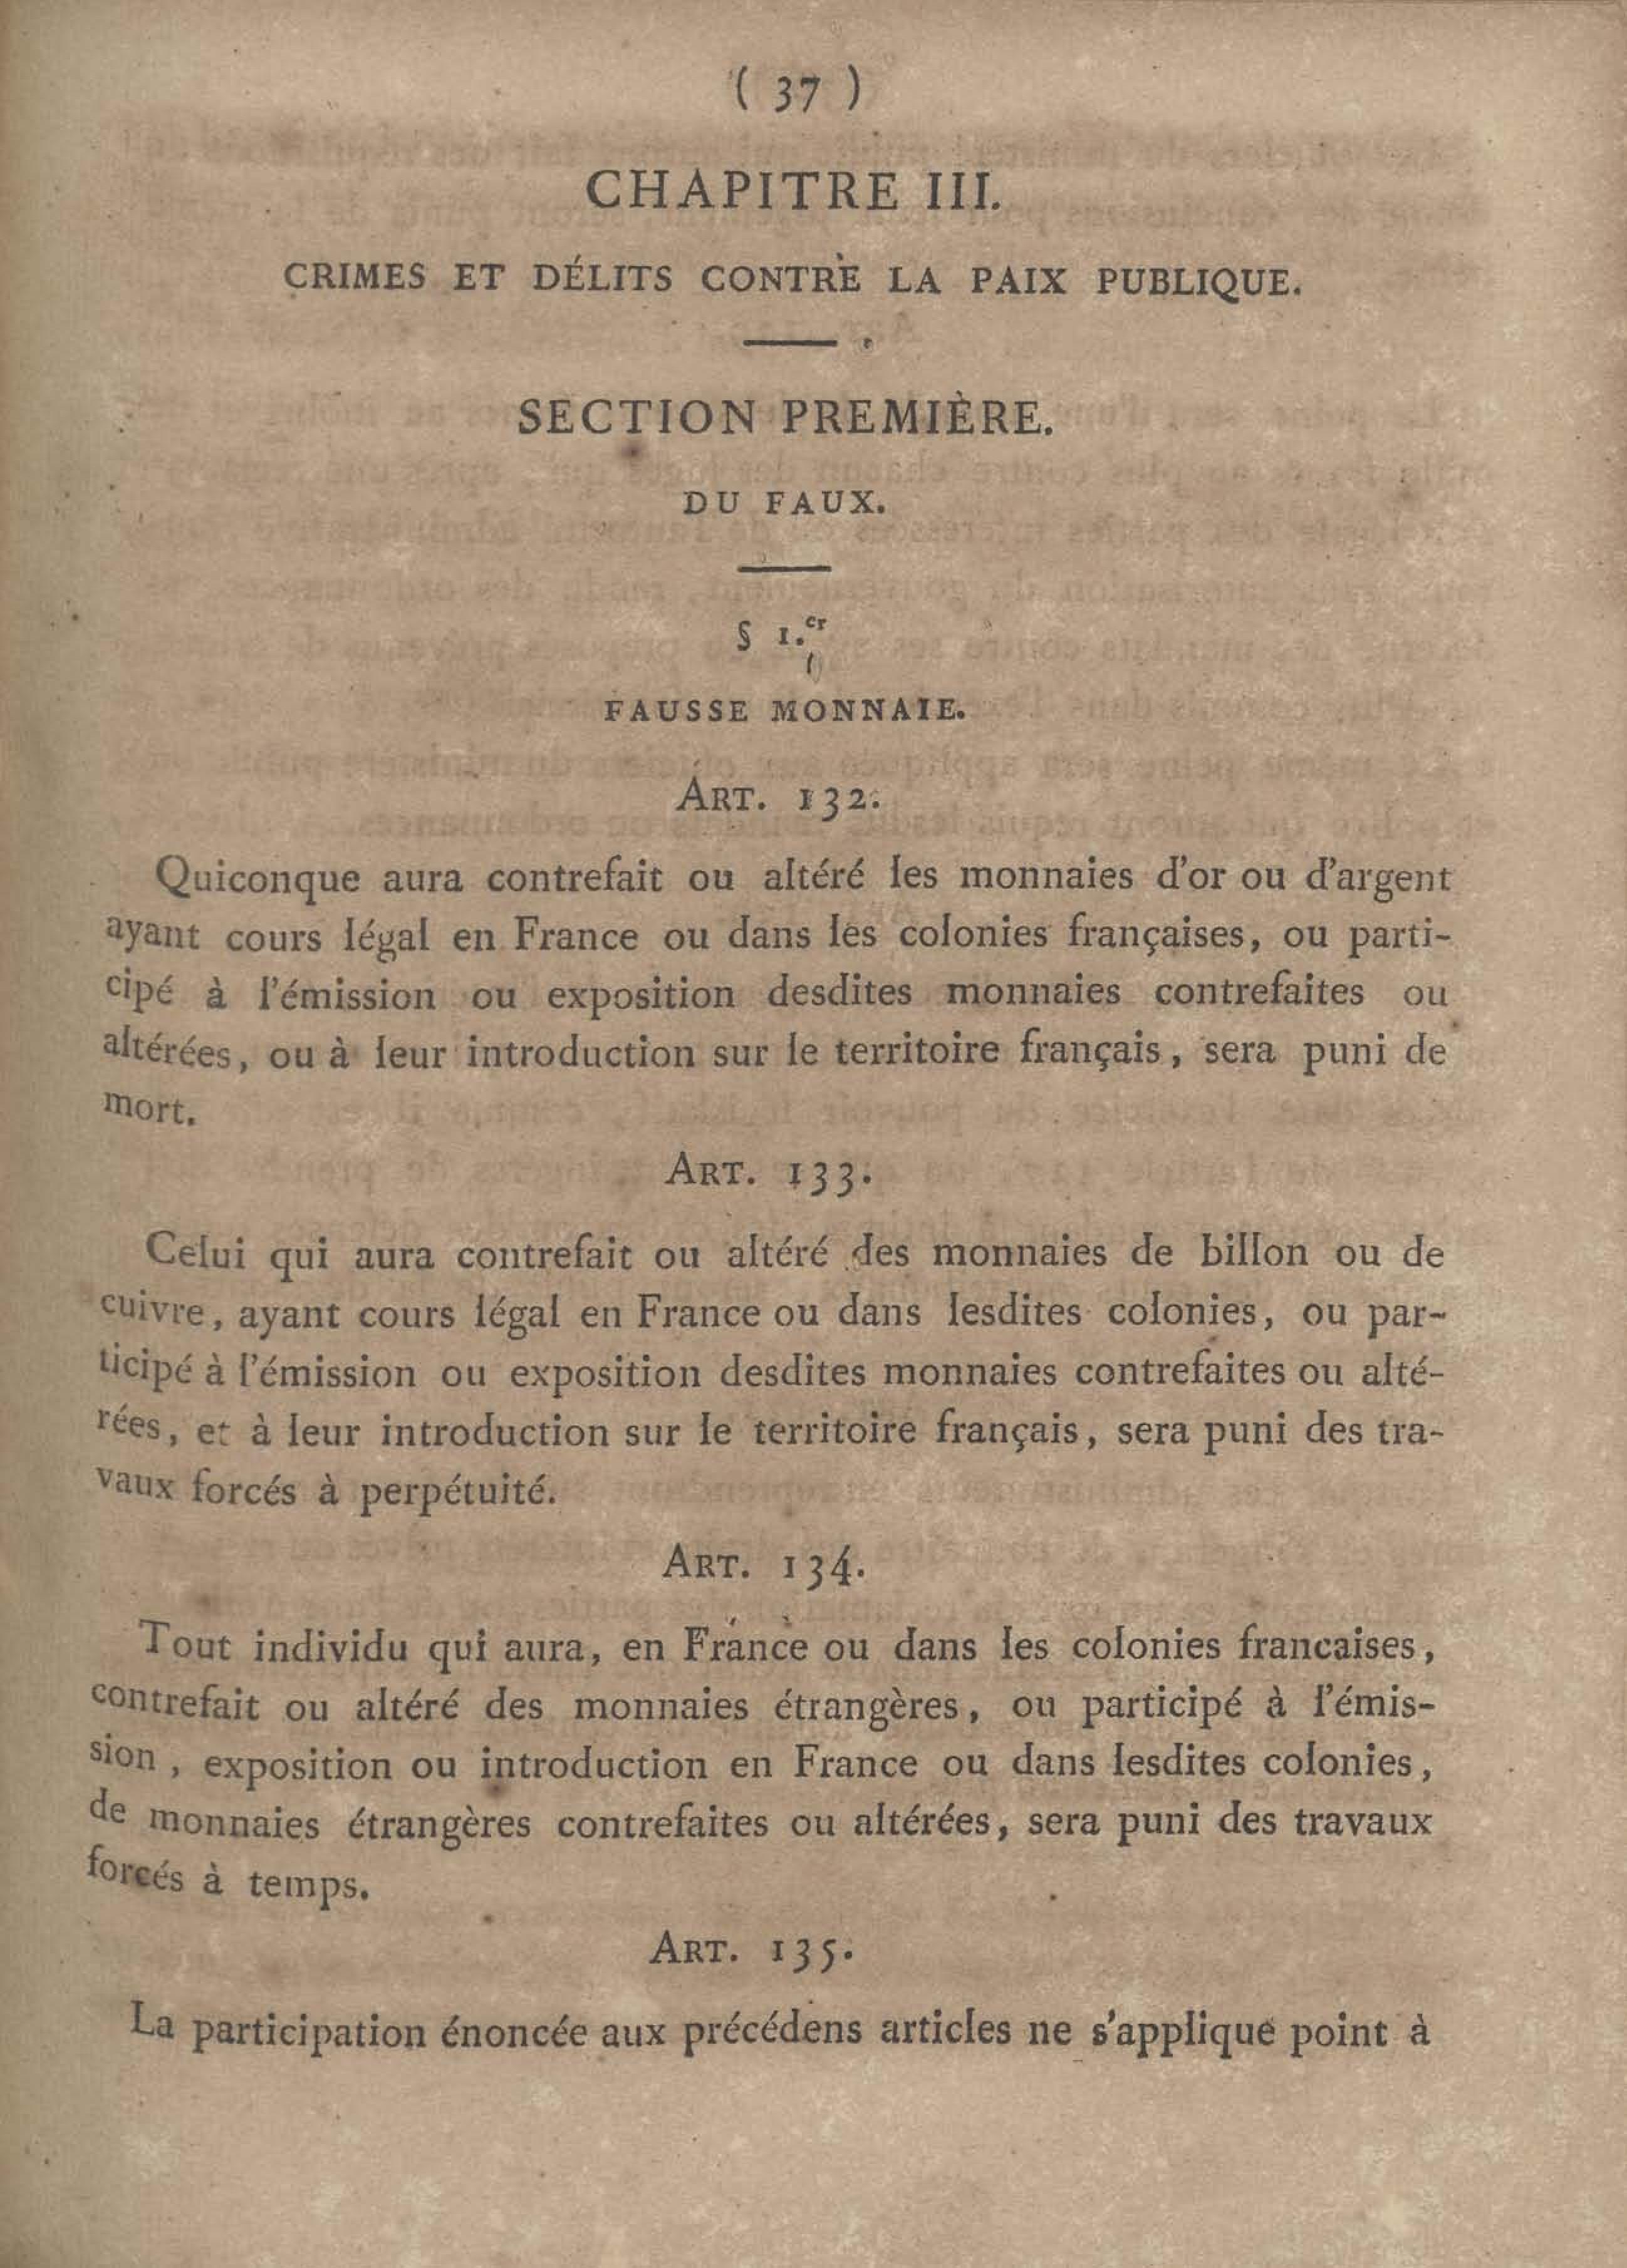 ( 37 )
CHAPITRE III.
CRIMES ET DÉLITS CONTRE LA PAIX PUBLIQUE.
SECTION PREMIÈRE.
DU FAUX.
§ 1.er
FAUSSE MONNAIE.
ART. 132.
Quiconque aura contrefait ou altéré les monnaies d'or ou d'argent
ayant cours légal en France ou dans les colonies françaises, ou parti-
cipé à l'émission ou exposition desdites monnaies contrefaites ou
altérées, ou à leur introduction sur le territoire français, sera puni de
mort.
ART. 133.
Celui qui aura contrefait ou altéré des monnaies de billon ou de
cuivre, ayant cours légal en France ou dans lesdites colonies, ou par-
ticipé à l'émission ou exposition desdites monnaies contrefaites ou alté-
rées, et à leur introduction sur le territoire français, sera puni des tra-
vaux forcés à perpétuité.
ART. 134.
Tout individu qui aura, en France ou dans les colonies francaises,
contrefait ou altéré des monnaies étrangères, ou participé à l'émis-
sion, exposition ou introduction en France ou dans lesdites colonies,
de monnaies étrangères contrefaites ou altérées, sera puni des travaux
forcés à temps.
ART. 135.
La participation énoncée aux précédens articles ne s'applique point à